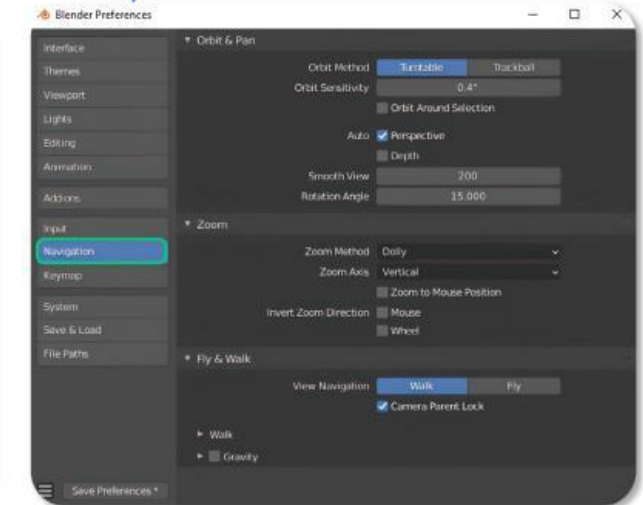 Blender Preferences
Interface
Themes
Viewport
Lights
Editing
Animation
Add-ons
Input
Navigation
Keymap
System
Save & Load
File Paths
Save Preferences *
Orbit & Pan
Orbit Method Turntable Trackball
Orbit Sensitivity 0.4°
Orbit Around Selection
Auto Perspective
Depth
Smooth View 200
Rotation Angle 15.000
Zoom
Zoom Method Dolly
Zoom Axis Vertical
Zoom to Mouse Position
Invert Zoom Direction Mouse
Wheel
Fly & Walk
View Navigation Walk Fly
Camera Parent Lock
Walk
Gravity